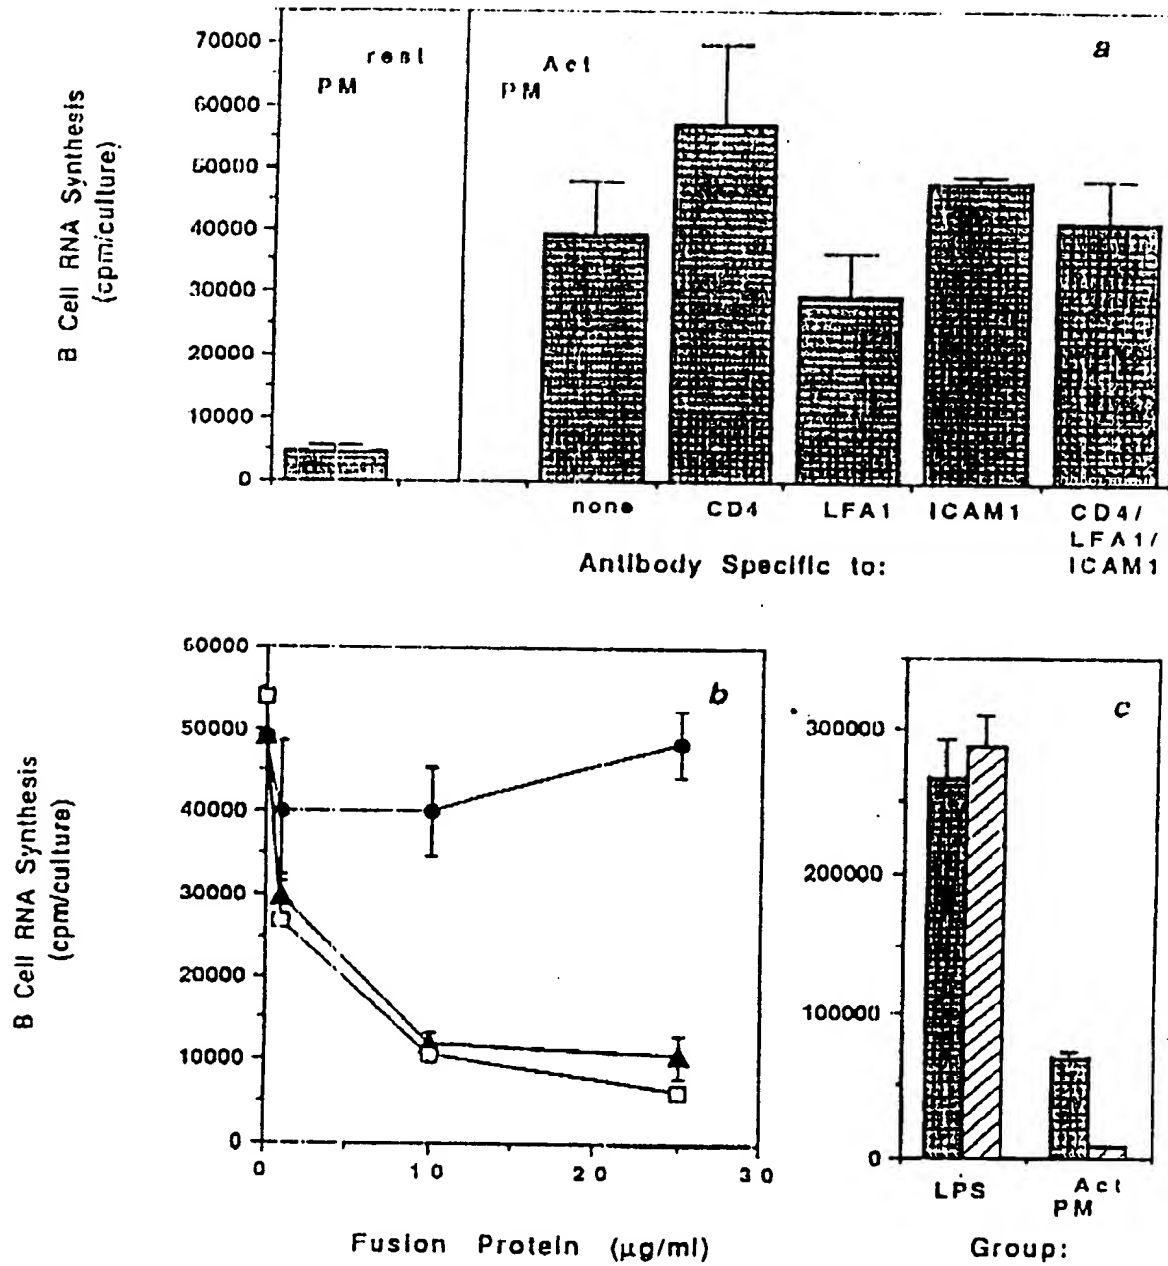 a
70000
60000
50000
40000
30000
20000
10000
0
PM rest
PM Act
B Cell RNA Synthesis
(cpm/culture)
none
CD4
LFA1
ICAM1
CD4/
LFA1/
ICAM1
Antibody Specific to:
b
60000
50000
40000
30000
20000
10000
0
0
10
20
30
B Cell RNA Synthesis
(cpm/culture)
Fusion Protein (µg/ml)
c
300000
200000
100000
0
LPS
PM Act
Group: